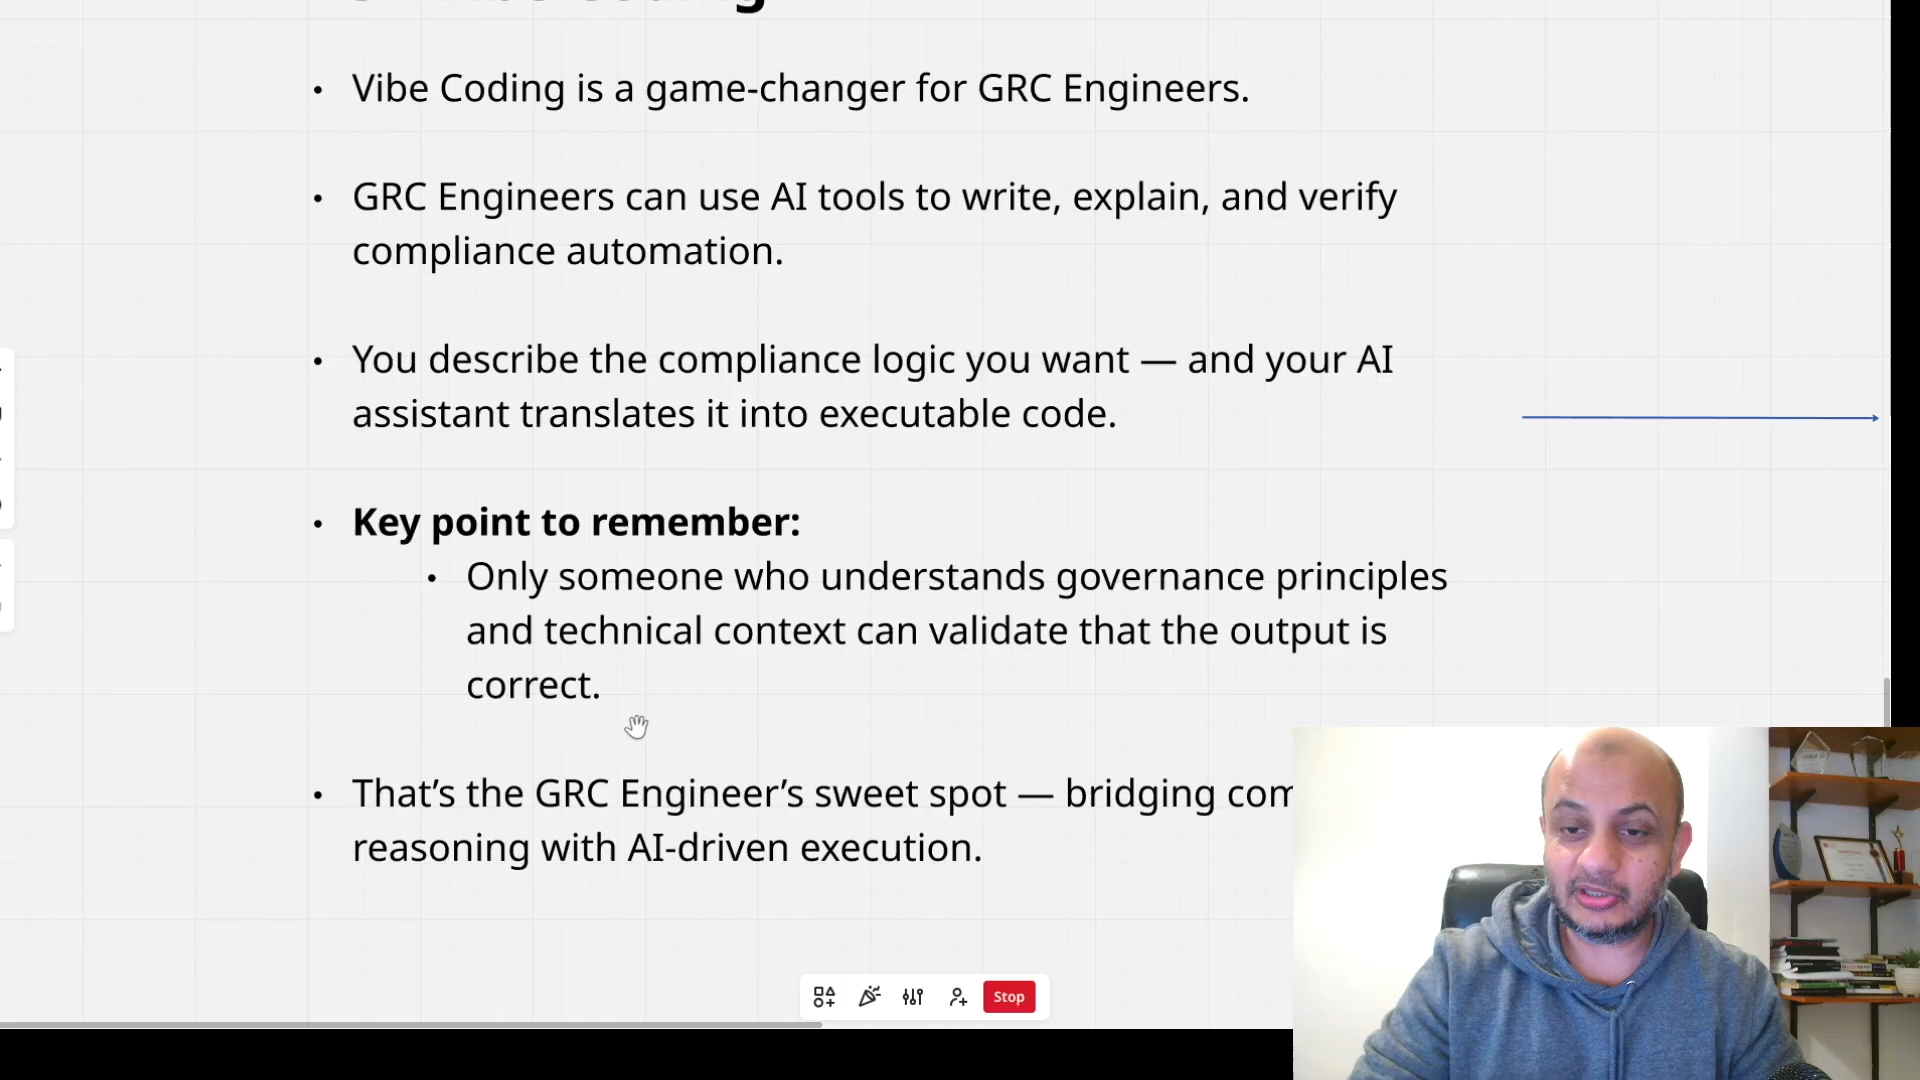 • Vibe Coding is a game-changer for GRC Engineers.
• GRC Engineers can use AI tools to write, explain, and verify
compliance automation.
• You describe the compliance logic you want — and your AI
assistant translates it into executable code.
• Key point to remember:
• Only someone who understands governance principles
and technical context can validate that the output is
correct.
• That’s the GRC Engineer’s sweet spot — bridging com
reasoning with AI-driven execution.
Stop